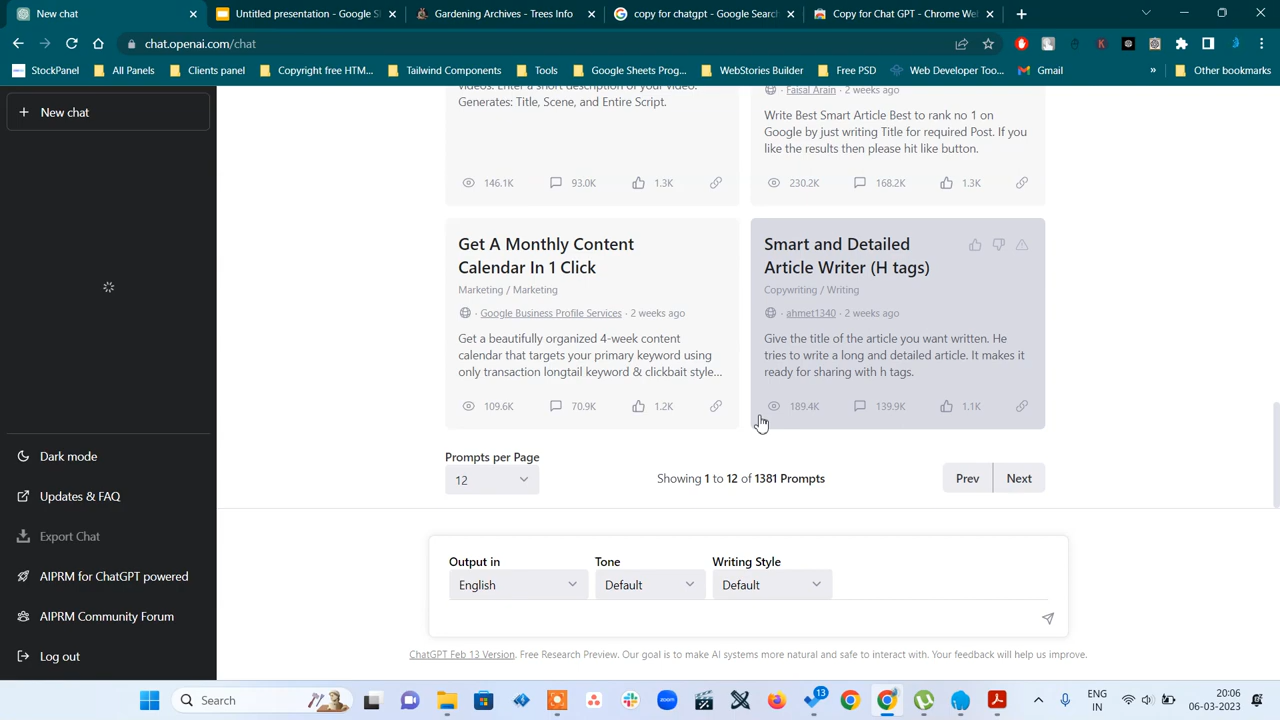 New chat
Untitled presentation - Google S
Gardening Archives - Trees Info
copy for chatgpt - Google Search
Copy for Chat GPT - Chrome We
chat.openai.com/chat
StockPanel
All Panels
Clients panel
Copyright free HTM...
Tailwind Components
Tools
Google Sheets Prog...
WebStories Builder
Free PSD
Web Developer Too...
Gmail
»
Other bookmarks
New chat
videos. Enter a short description of your video.
Generates: Title, Scene, and Entire Script.
146.1K 93.0K 1.3K
· Faisal Arain · 2 weeks ago
Write Best Smart Article Best to rank no 1 on
Google by just writing Title for required Post. If you
like the results then please hit like button.
230.2K 168.2K 1.3K
Get A Monthly Content
Calendar In 1 Click
Marketing / Marketing
· Google Business Profile Services · 2 weeks ago
Get a beautifully organized 4-week content
calendar that targets your primary keyword using
only transaction longtail keyword & clickbait style...
109.6K 70.9K 1.2K
Smart and Detailed
Article Writer (H tags)
Copywriting / Writing
· ahmet1340 · 2 weeks ago
Give the title of the article you want written. He
tries to write a long and detailed article. It makes it
ready for sharing with h tags.
189.4K 139.9K 1.1K
Prompts per Page
12
Showing 1 to 12 of 1381 Prompts
Prev
Next
Dark mode
Updates & FAQ
Export Chat
AIPRM for ChatGPT powered
AIPRM Community Forum
Log out
Output in
English
Tone
Default
Writing Style
Default
ChatGPT Feb 13 Version. Free Research Preview. Our goal is to make AI systems more natural and safe to interact with. Your feedback will help us improve.
Search
zoom
13
ENG
IN
20:06
06-03-2023